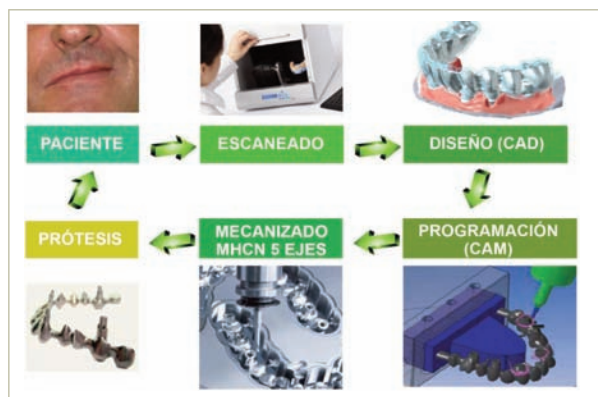 PACIENTE
ESCANEADO
DISEÑO (CAD)
PRÓTESIS
MECANIZADO
MHCN 5 EJES
PROGRAMACIÓN
(CAM)